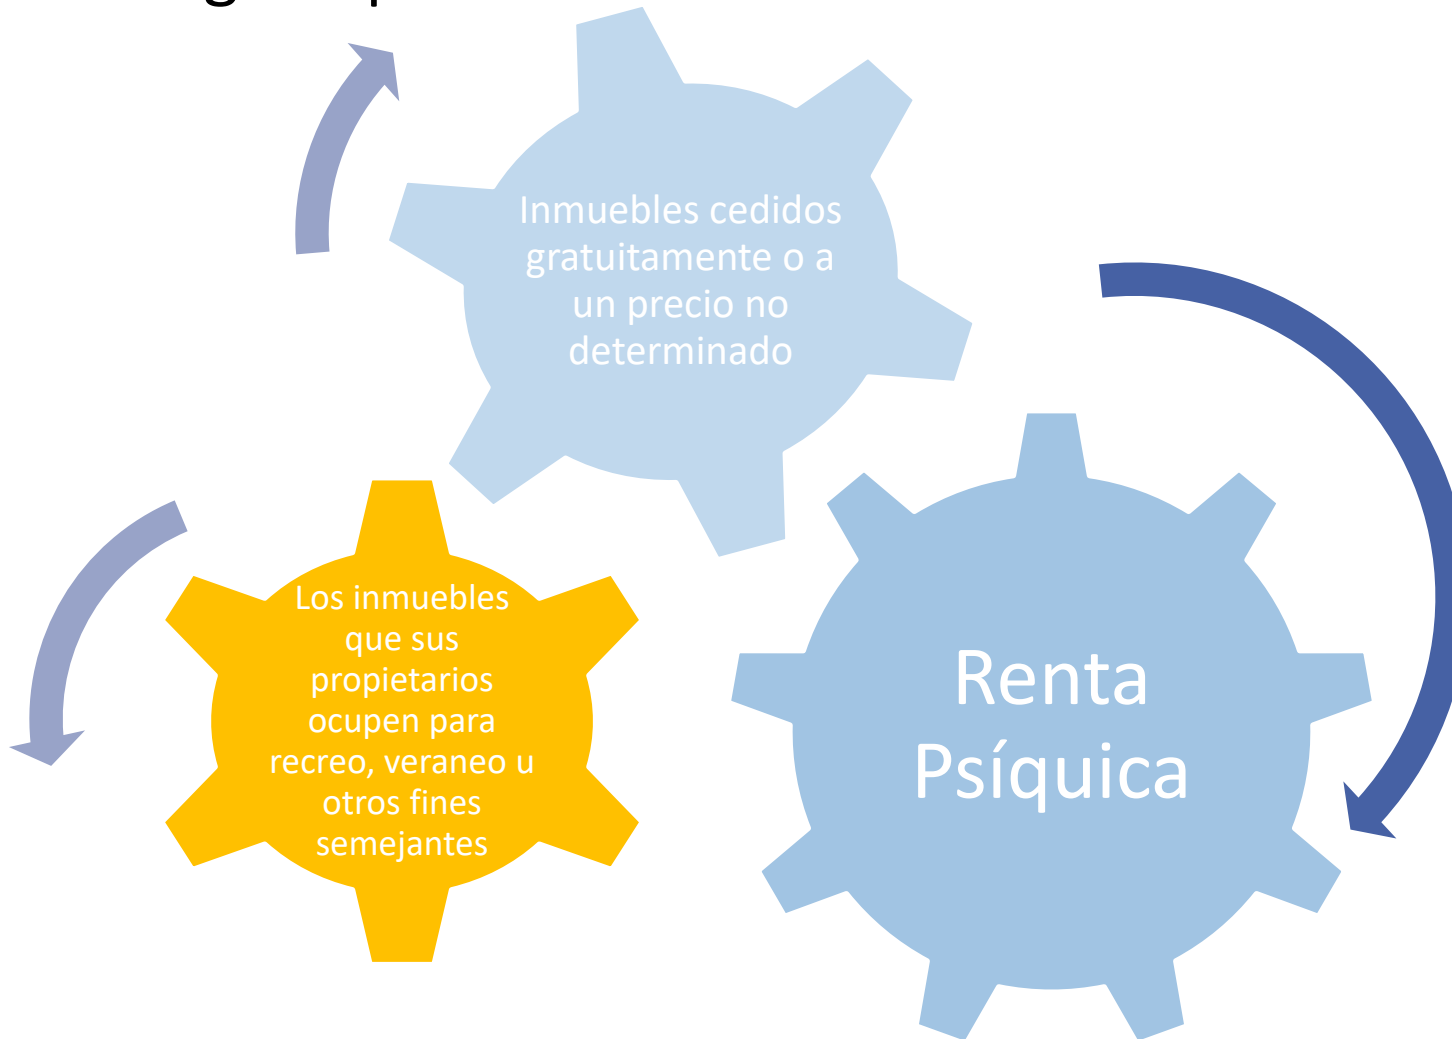 Inmuebles cedidos
gratuitamente o a
un precio no
determinado
Los inmuebles
que sus
propietarios
ocupen para
recreo, veraneo u
otros fines
semejantes
Renta
Psíquica